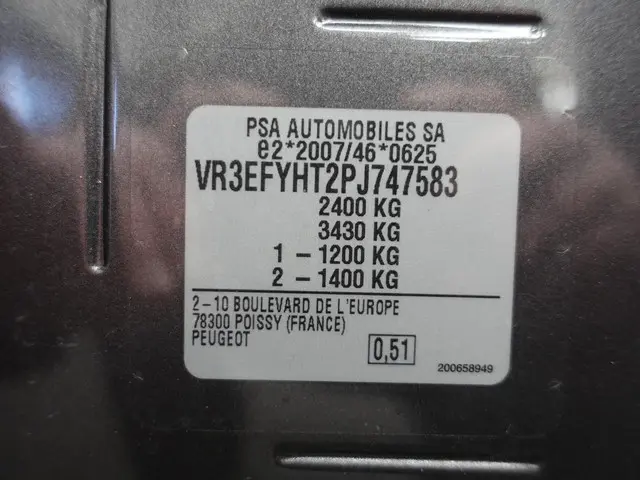 PSA AUTOMOBILES SA
e2*2007/46*0625
VR3EFYHT2PJ747583
2400 KG
3430 KG
1 – 1200 KG
2 – 1400 KG
2–10 BOULEVARD DE L'EUROPE
78300 POISSY (FRANCE)
PEUGEOT
0,51
200658949